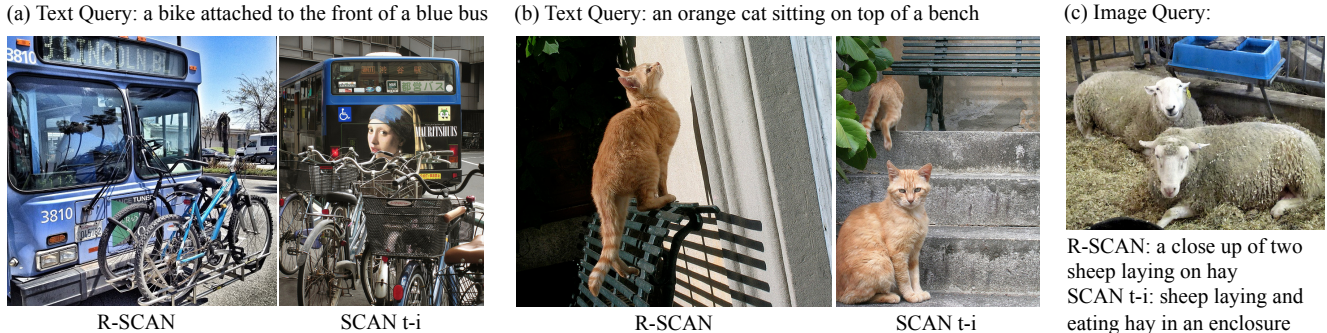 (a) Text Query: a bike attached to the front of a blue bus
(b) Text Query: an orange cat sitting on top of a bench
(c) Image Query:
3810
LINCOLN BL
3810
MAURITSHUIS
R-SCAN
SCAN t-i
R-SCAN
SCAN t-i
R-SCAN: a close up of two
sheep laying on hay
SCAN t-i: sheep laying and
eating hay in an enclosure